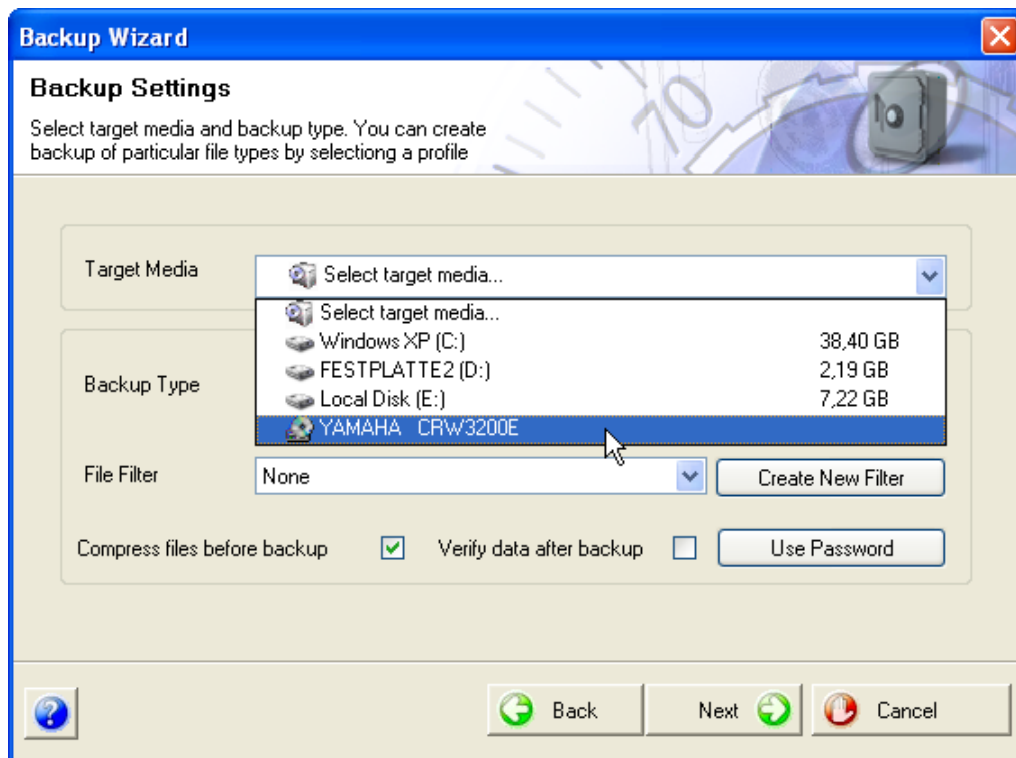 Backup Wizard
Backup Settings
Select target media and backup type. You can create
backup of particular file types by selectiong a profile
70
Target Media
Select target media...
Select target media...
Windows XP (C:) 38,40 GB
FESTPLATTE2 (D:) 2,19 GB
Local Disk (E:) 7,22 GB
YAMAHA CRW3200E
Backup Type
File Filter None Create New Filter
Compress files before backup Verify data after backup Use Password
? Back Next Cancel